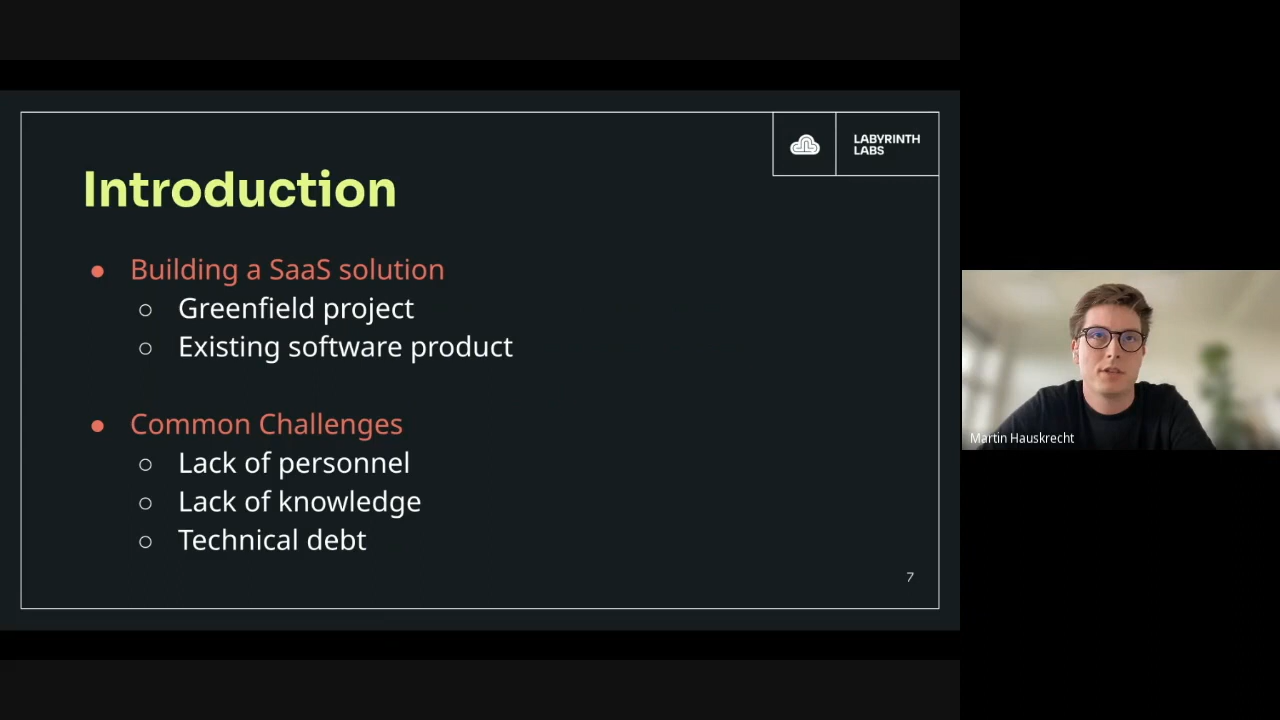 LABYRINTH
LABS
Introduction
● Building a SaaS solution
○ Greenfield project
○ Existing software product
● Common Challenges
○ Lack of personnel
○ Lack of knowledge
○ Technical debt
7
Martin Hauskrecht